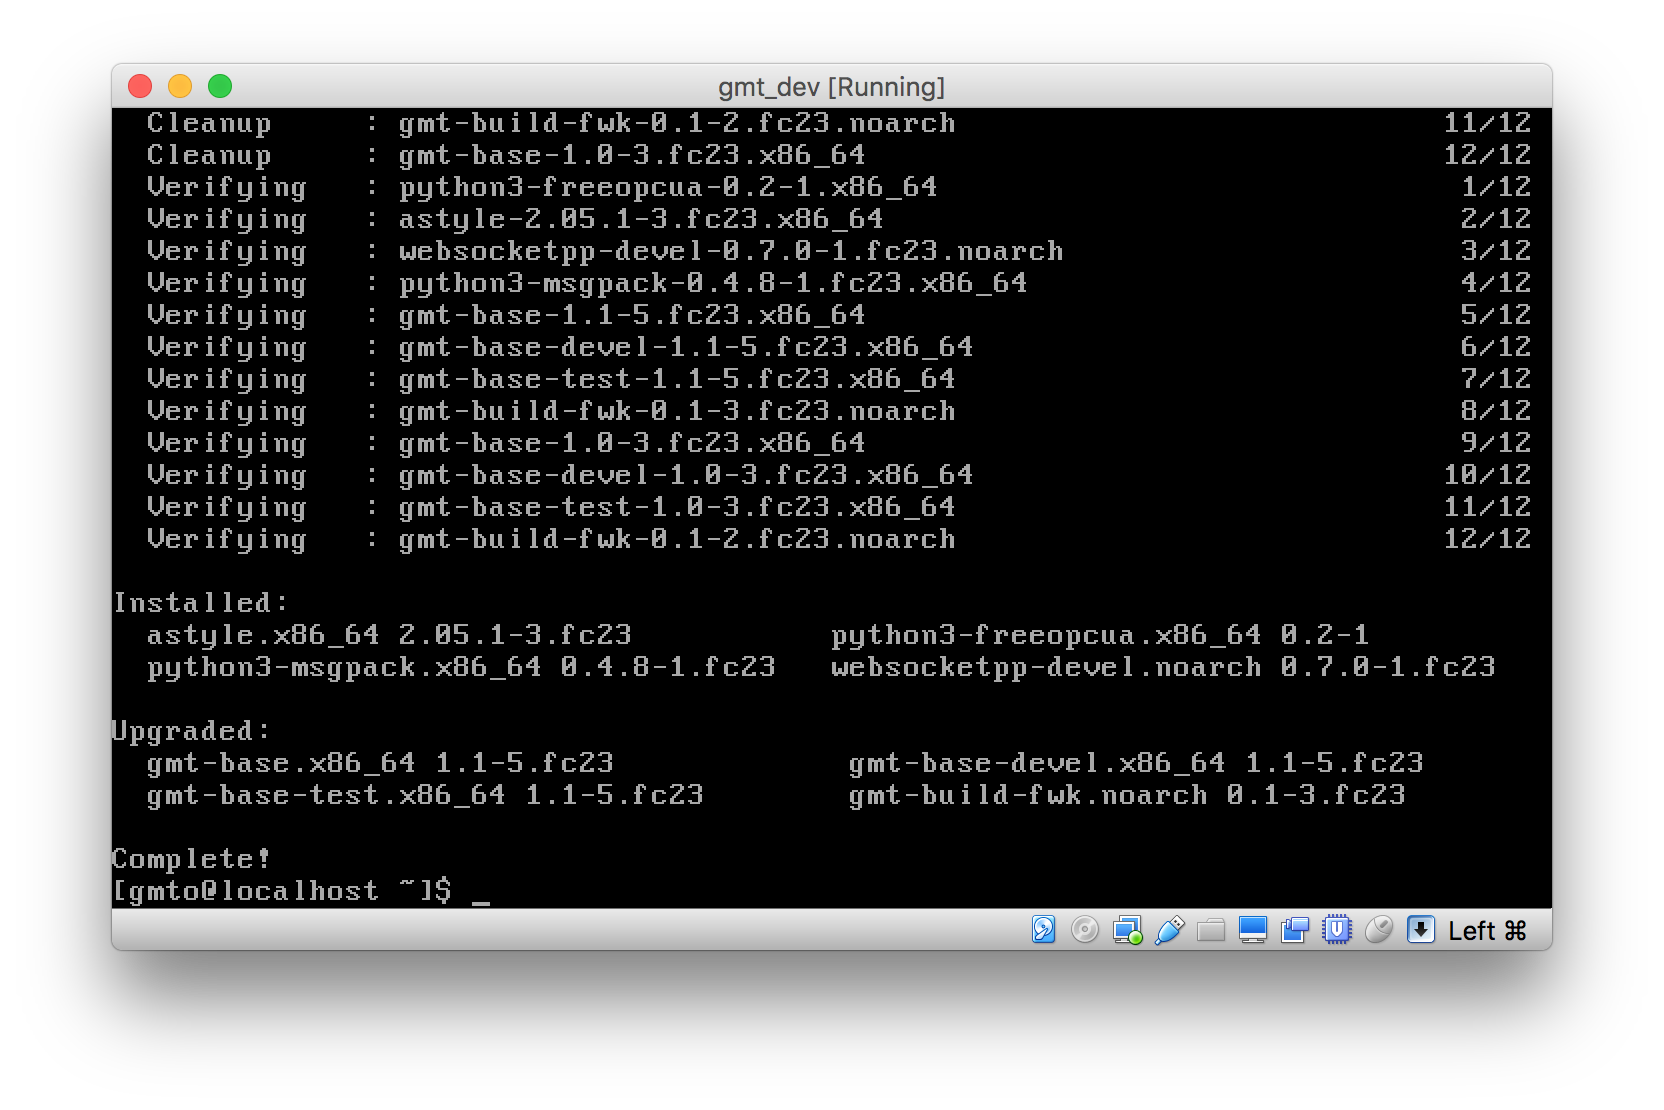 gmt_dev [Running]
Cleanup : gmt-build-fwk-0.1-2.fc23.noarch 11/12
Cleanup : gmt-base-1.0-3.fc23.x86_64 12/12
Verifying : python3-freeopcua-0.2-1.x86_64 1/12
Verifying : astyle-2.05.1-3.fc23.x86_64 2/12
Verifying : websocketpp-devel-0.7.0-1.fc23.noarch 3/12
Verifying : python3-msgpack-0.4.8-1.fc23.x86_64 4/12
Verifying : gmt-base-1.1-5.fc23.x86_64 5/12
Verifying : gmt-base-devel-1.1-5.fc23.x86_64 6/12
Verifying : gmt-base-test-1.1-5.fc23.x86_64 7/12
Verifying : gmt-build-fwk-0.1-3.fc23.noarch 8/12
Verifying : gmt-base-1.0-3.fc23.x86_64 9/12
Verifying : gmt-base-devel-1.0-3.fc23.x86_64 10/12
Verifying : gmt-base-test-1.0-3.fc23.x86_64 11/12
Verifying : gmt-build-fwk-0.1-2.fc23.noarch 12/12
Installed:
astyle.x86_64 2.05.1-3.fc23 python3-freeopcua.x86_64 0.2-1
python3-msgpack.x86_64 0.4.8-1.fc23 websocketpp-devel.noarch 0.7.0-1.fc23
Upgraded:
gmt-base.x86_64 1.1-5.fc23 gmt-base-devel.x86_64 1.1-5.fc23
gmt-base-test.x86_64 1.1-5.fc23 gmt-build-fwk.noarch 0.1-3.fc23
Complete!
[gmto@localhost ~]$ _
Left ⌘